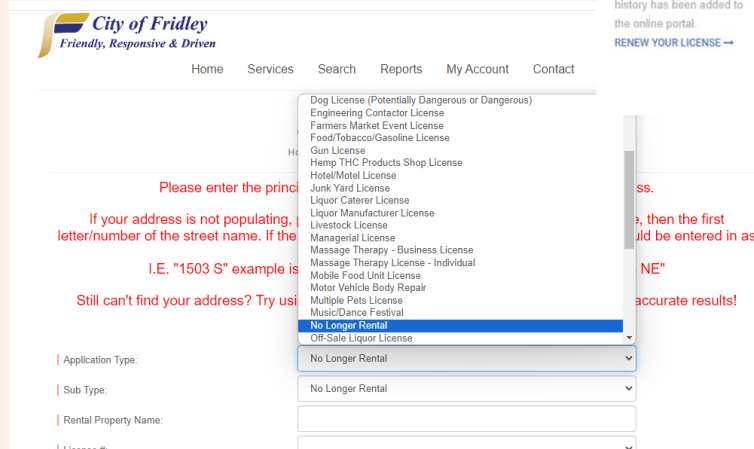 history has been added to
the online portal.
RENEW YOUR LICENSE →
City of Fridley
Friendly, Responsive & Driven
Home Services Search Reports My Account Contact
Dog License (Potentially Dangerous or Dangerous)
Engineering Contactor License
Farmers Market Event License
Food/Tobacco/Gasoline License
Gun License
Hemp THC Products Shop License
Hotel/Motel License
Junk Yard License
Liquor Caterer License
Liquor Manufacturer License
Livestock License
Managerial License
Massage Therapy - Business License
Massage Therapy License - Individual
Mobile Food Unit License
Motor Vehicle Body Repair
Multiple Pets License
Music/Dance Festival
No Longer Rental
Off-Sale Liquor License
Please enter the princi ss.
If your address is not populating, e, then the first
letter/number of the street name. If the uld be entered in as
I.E. "1503 S" example is NE"
Still can't find your address? Try usi accurate results!
Application Type: No Longer Rental
Sub Type: No Longer Rental
Rental Property Name: